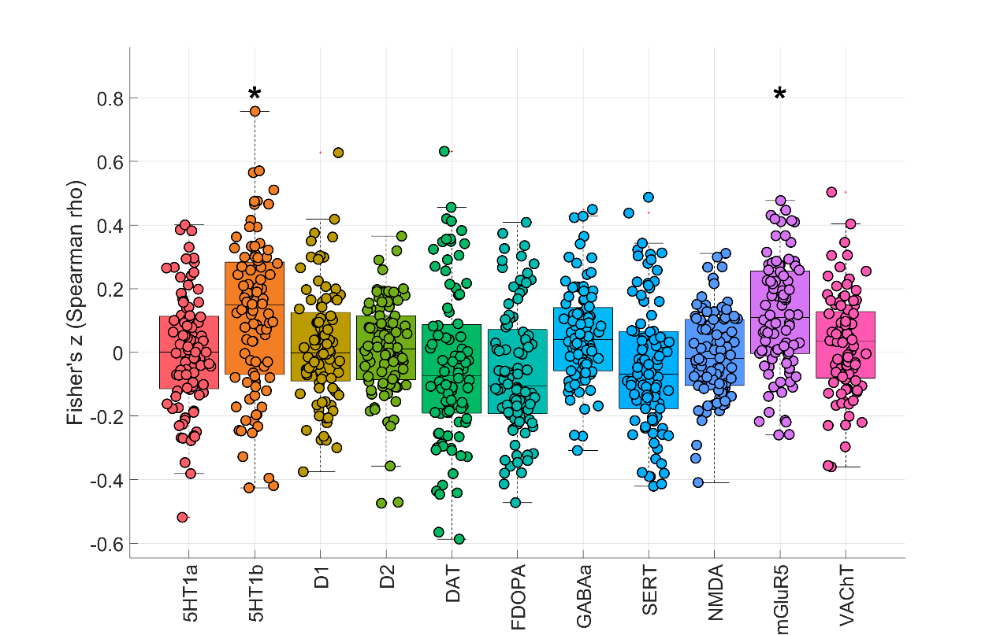 * *
0.8
0.6
0.4
0.2
0
-0.2
-0.4
-0.6
Fisher's z (Spearman rho)
5HT1a
5HT1b
D1
D2
DAT
FDOPA
GABAa
SERT
NMDA
mGluR5
VAChT